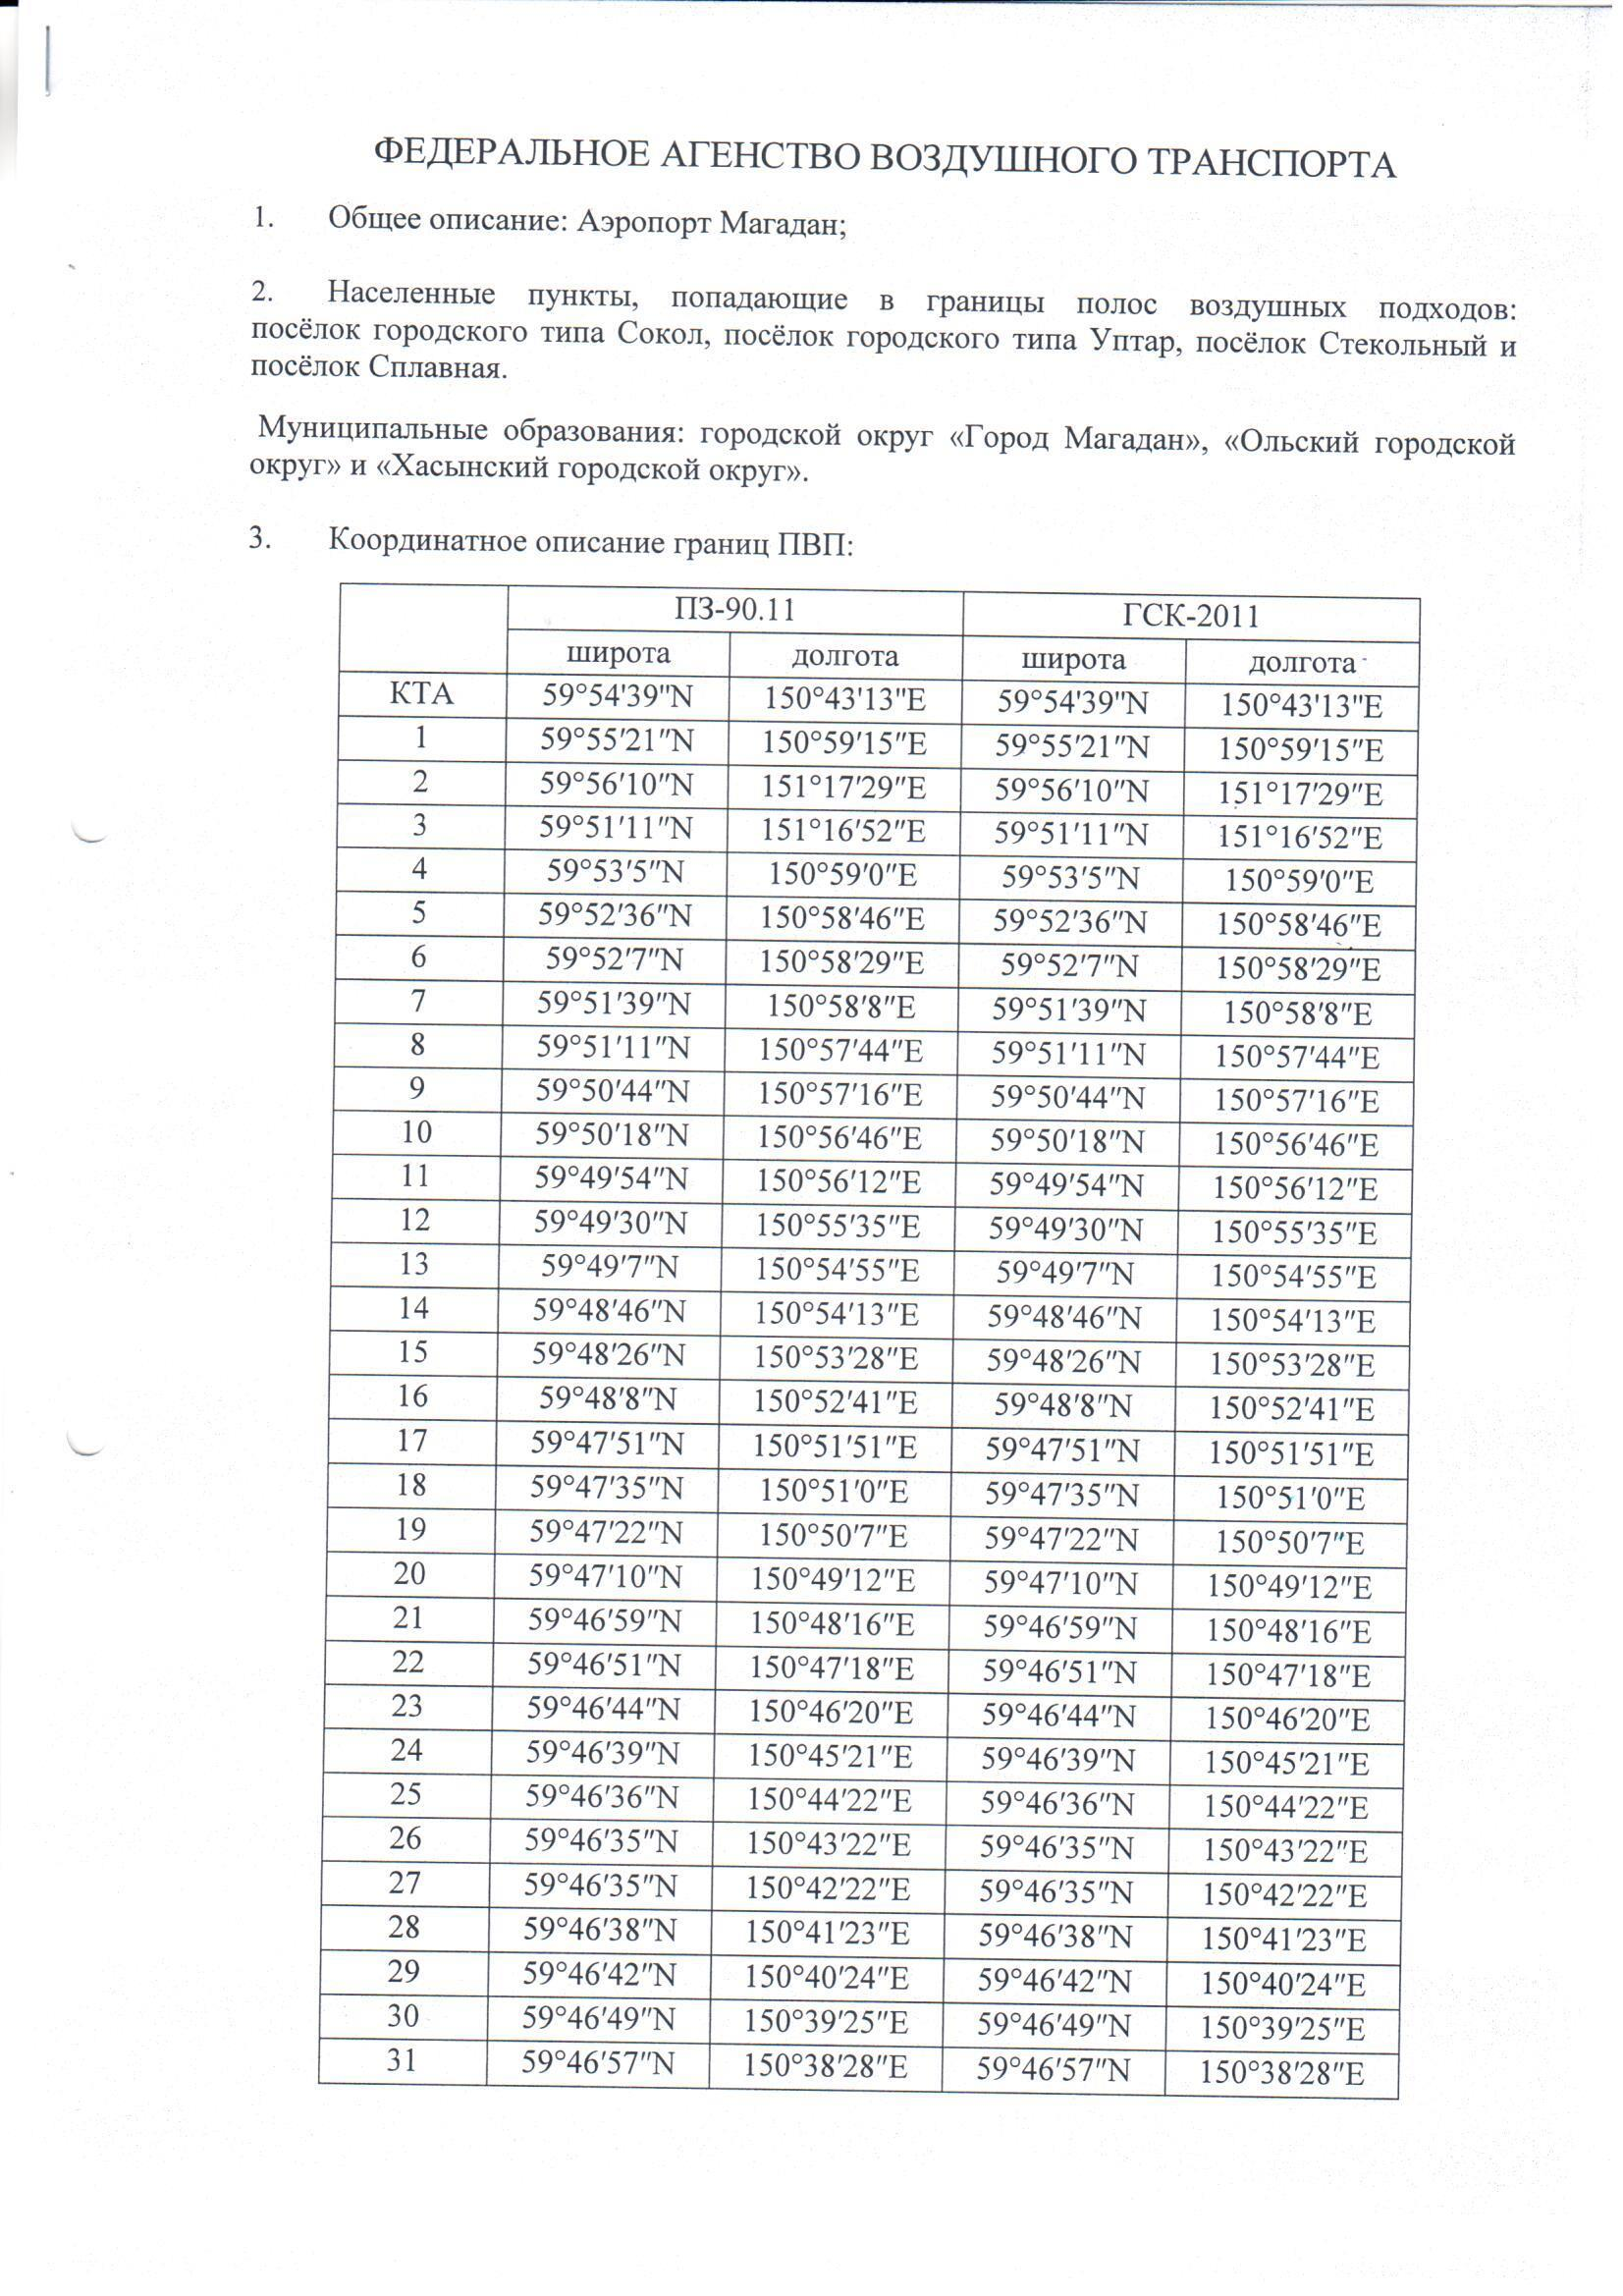 ФЕДЕРАЛЬНОЕ АГЕНСТВО ВОЗДУШНОГО ТРАНСПОРТА
1. Общее описание: Аэропорт Магадан;
2. Населенные пункты, попадающие в границы полос воздушных подходов:
посёлок городского типа Сокол, посёлок городского типа Уптар, посёлок Стекольный и
посёлок Сплавная.
Муниципальные образования: городской округ «Город Магадан», «Ольский городской
округ» и «Хасынский городской округ».
3. Координатное описание границ ПВП:
ПЗ-90.11 ГСК-2011
широта долгота широта долгота
КТА 59°54'39"N 150°43'13"E 59°54'39"N 150°43'13"E
1 59°55'21"N 150°59'15"E 59°55'21"N 150°59'15"E
2 59°56'10"N 151°17'29"E 59°56'10"N 151°17'29"E
3 59°51'11"N 151°16'52"E 59°51'11"N 151°16'52"E
4 59°53'5"N 150°59'0"E 59°53'5"N 150°59'0"E
5 59°52'36"N 150°58'46"E 59°52'36"N 150°58'46"E
6 59°52'7"N 150°58'29"E 59°52'7"N 150°58'29"E
7 59°51'39"N 150°58'8"E 59°51'39"N 150°58'8"E
8 59°51'11"N 150°57'44"E 59°51'11"N 150°57'44"E
9 59°50'44"N 150°57'16"E 59°50'44"N 150°57'16"E
10 59°50'18"N 150°56'46"E 59°50'18"N 150°56'46"E
11 59°49'54"N 150°56'12"E 59°49'54"N 150°56'12"E
12 59°49'30"N 150°55'35"E 59°49'30"N 150°55'35"E
13 59°49'7"N 150°54'55"E 59°49'7"N 150°54'55"E
14 59°48'46"N 150°54'13"E 59°48'46"N 150°54'13"E
15 59°48'26"N 150°53'28"E 59°48'26"N 150°53'28"E
16 59°48'8"N 150°52'41"E 59°48'8"N 150°52'41"E
17 59°47'51"N 150°51'51"E 59°47'51"N 150°51'51"E
18 59°47'35"N 150°51'0"E 59°47'35"N 150°51'0"E
19 59°47'22"N 150°50'7"E 59°47'22"N 150°50'7"E
20 59°47'10"N 150°49'12"E 59°47'10"N 150°49'12"E
21 59°46'59"N 150°48'16"E 59°46'59"N 150°48'16"E
22 59°46'51"N 150°47'18"E 59°46'51"N 150°47'18"E
23 59°46'44"N 150°46'20"E 59°46'44"N 150°46'20"E
24 59°46'39"N 150°45'21"E 59°46'39"N 150°45'21"E
25 59°46'36"N 150°44'22"E 59°46'36"N 150°44'22"E
26 59°46'35"N 150°43'22"E 59°46'35"N 150°43'22"E
27 59°46'35"N 150°42'22"E 59°46'35"N 150°42'22"E
28 59°46'38"N 150°41'23"E 59°46'38"N 150°41'23"E
29 59°46'42"N 150°40'24"E 59°46'42"N 150°40'24"E
30 59°46'49"N 150°39'25"E 59°46'49"N 150°39'25"E
31 59°46'57"N 150°38'28"E 59°46'57"N 150°38'28"E